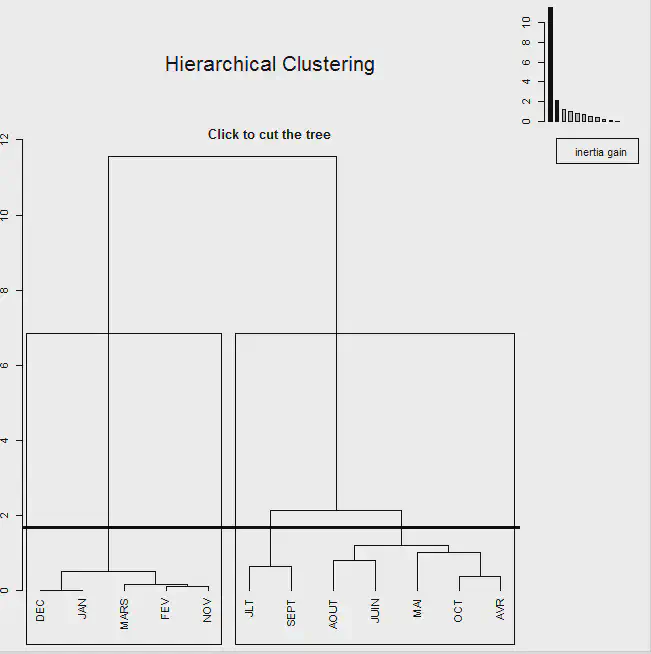 Hierarchical Clustering
Click to cut the tree
10
8
6
4
2
0
inertia gain
12
10
8
6
4
2
0
DEC
JAN
MARS
FEV
NOV
JLT
SEPT
AOUT
JUIN
MAI
OCT
AVR